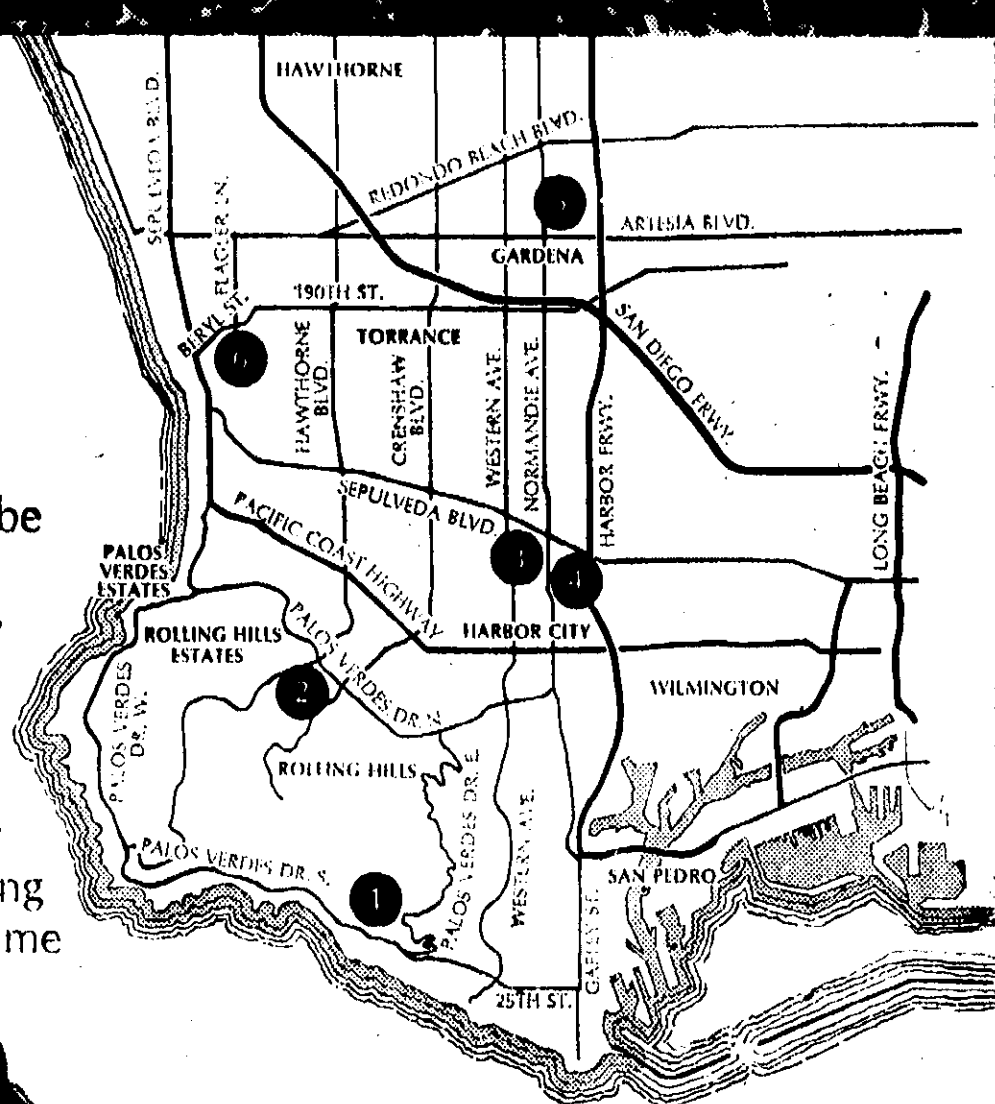 HAWTHORNE
SEPULVEDA BLVD.
REDONDO BEACH BLVD.
FLAGLER LN.
5
ARTESIA BLVD.
GARDENA
190TH ST.
BERYL ST.
TORRANCE
6
HAWTHORNE
BLVD.
CRENSHAW
BLVD.
WESTERN AVE.
NORMANDIE AVE.
HARBOR FRWY.
SAN DIEGO FRWY.
LONG BEACH FRWY.
SEPULVEDA BLVD.
be
PACIFIC COAST HIGHWAY
3
4
PALOS
VERDES
ESTATES
ROLLING HILLS
ESTATES
PALOS VERDES DR. N.
HARBOR CITY
WILMINGTON
2
PALOS VERDES
DR. W.
ROLLING HILLS
PALOS VERDES DR. E.
WESTERN AVE.
PALOS VERDES DR. S.
SAN PEDRO
1
ng
me
GAFFEY ST.
25TH ST.